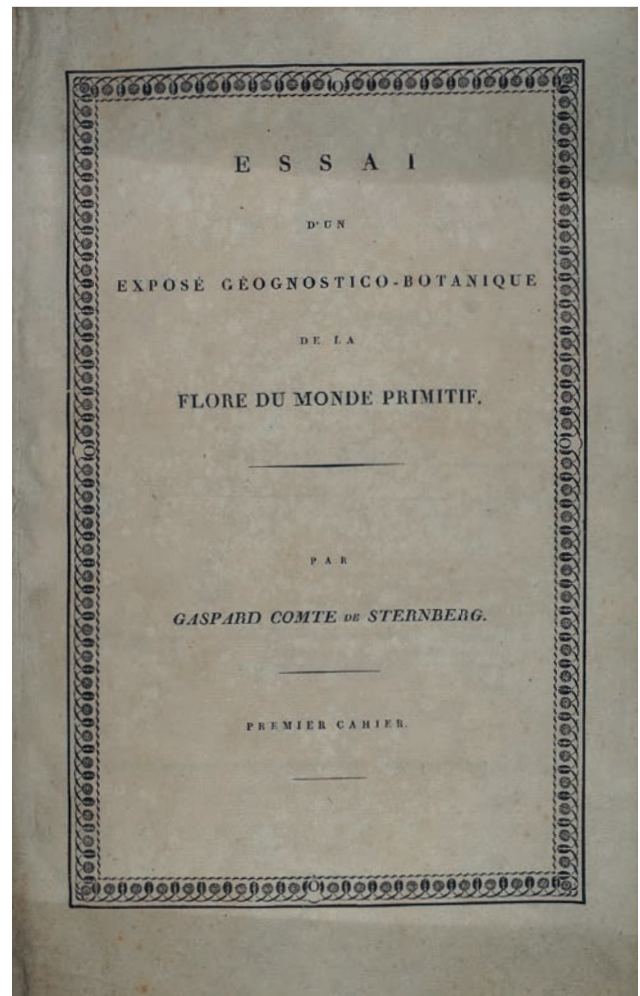 ESSAI
D'UN
EXPOSÉ GÉOGNOSTICO-BOTANIQUE
DE LA
FLORE DU MONDE PRIMITIF.
PAR
GASPARD COMTE DE STERNBERG.
PREMIER CAHIER.